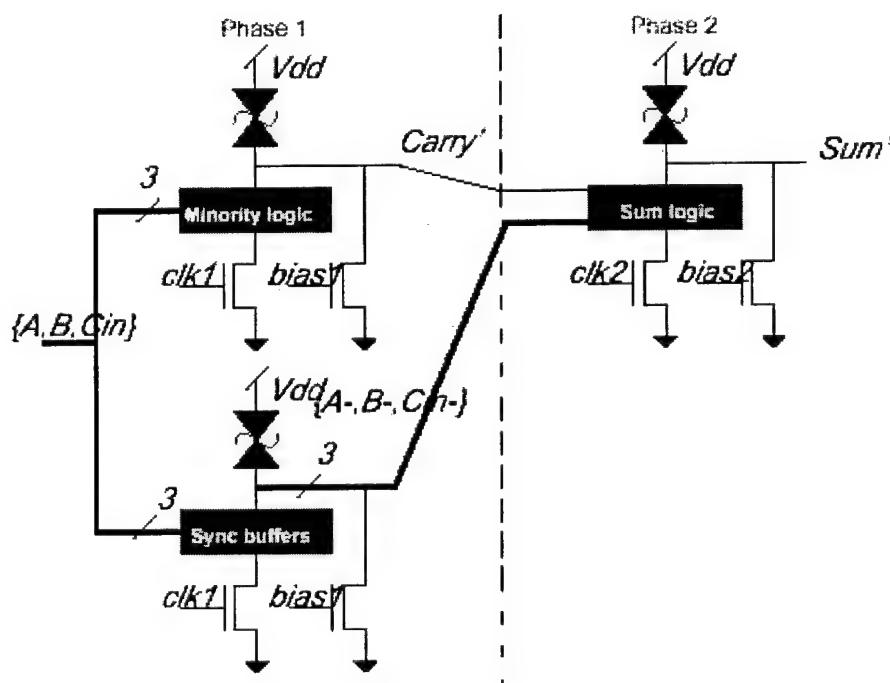 Phase 1
Phase 2
Vdd
Vdd
Carry'
Sum'
3
Minority logic
Sum logic
clk1
bias1
clk2
bias2
{A,B,Cin}
Vdd
{A-,B-,Cin-}
3
3
Sync buffers
clk1
bias1